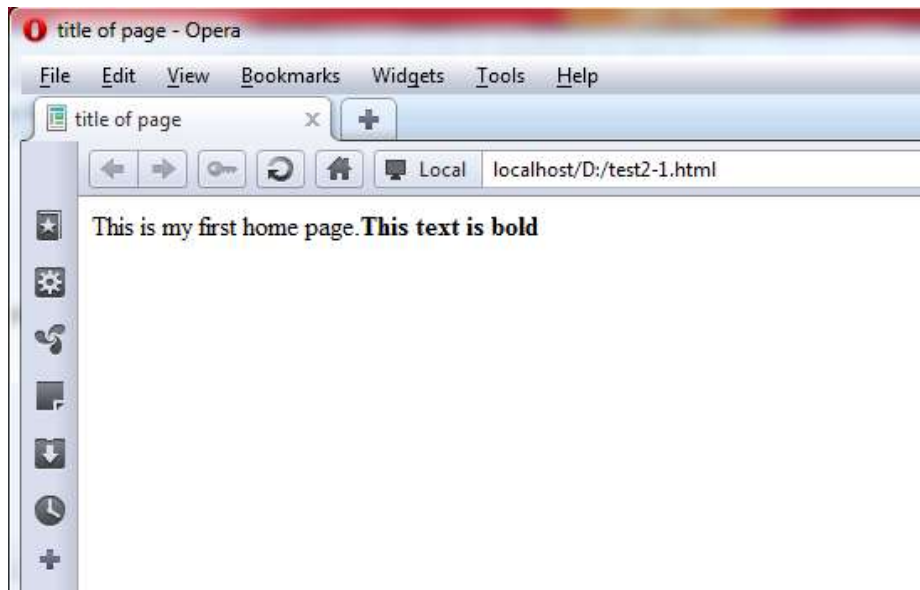 title of page - Opera
File Edit View Bookmarks Widgets Tools Help
title of page
Local localhost/D:/test2-1.html
This is my first home page.This text is bold